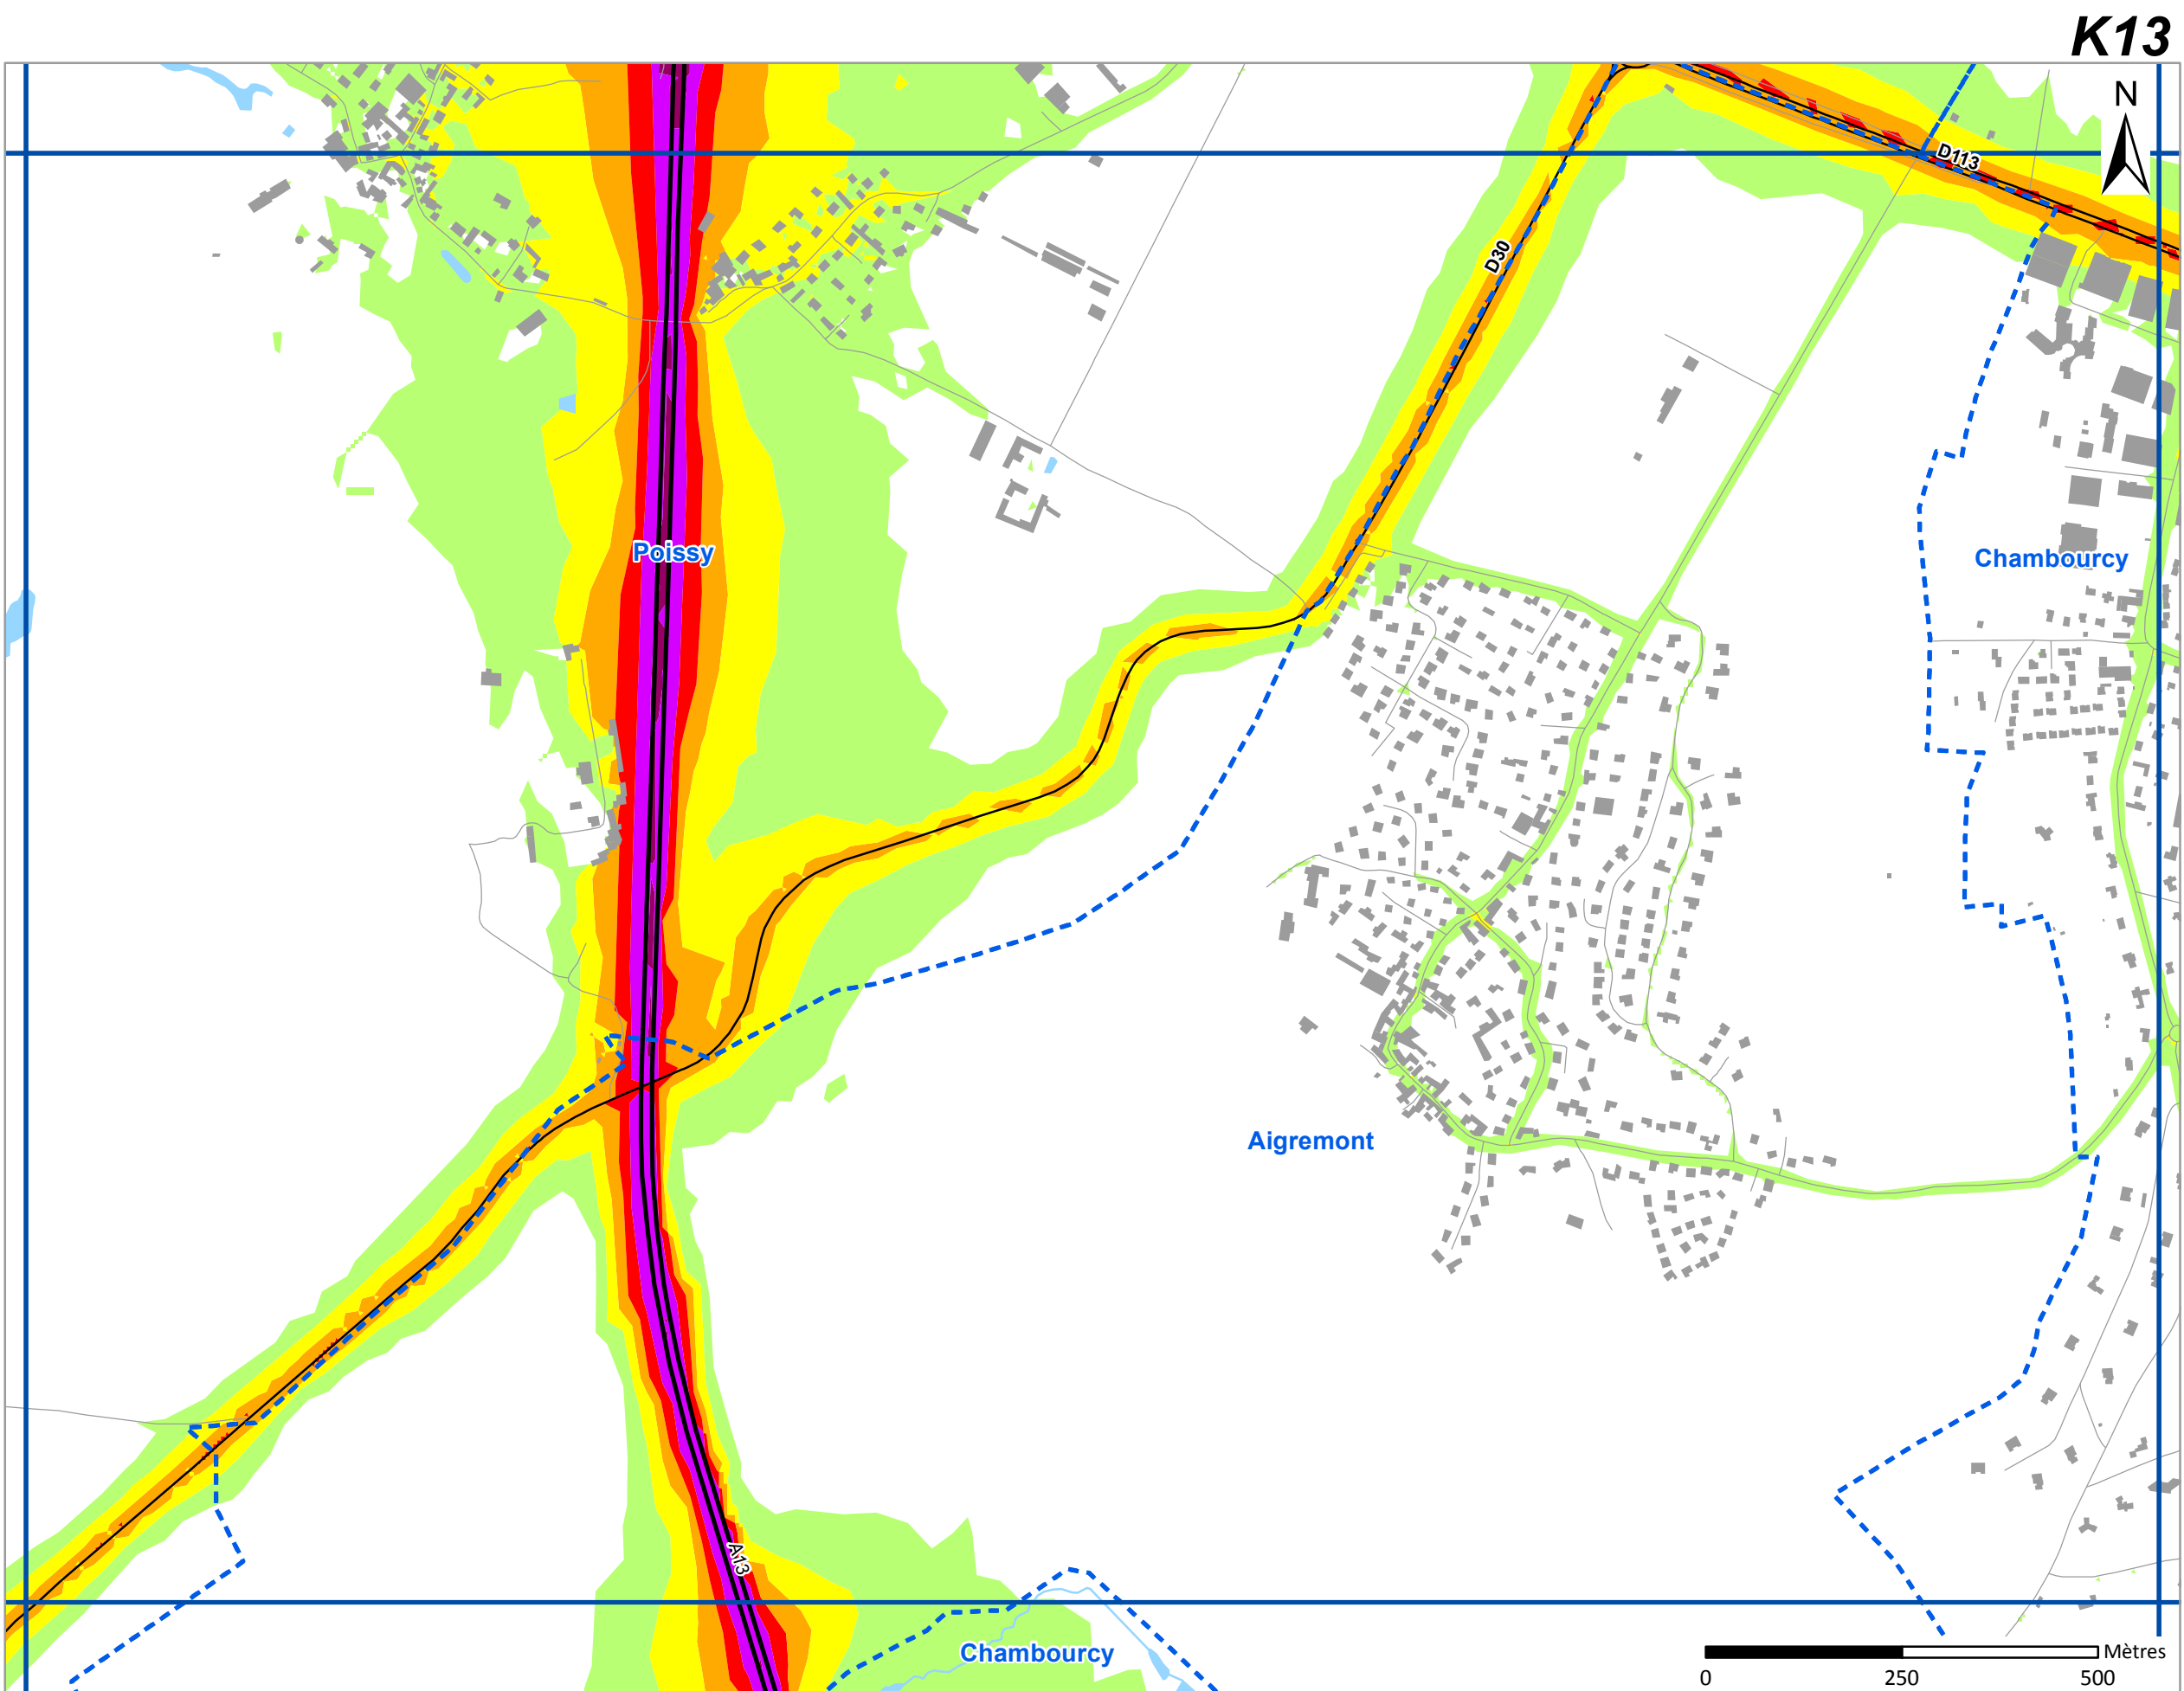 K13
N
D113
D30
Poissy
Chambourcy
Aigremont
A13
Chambourcy
Mètres
0 250 500